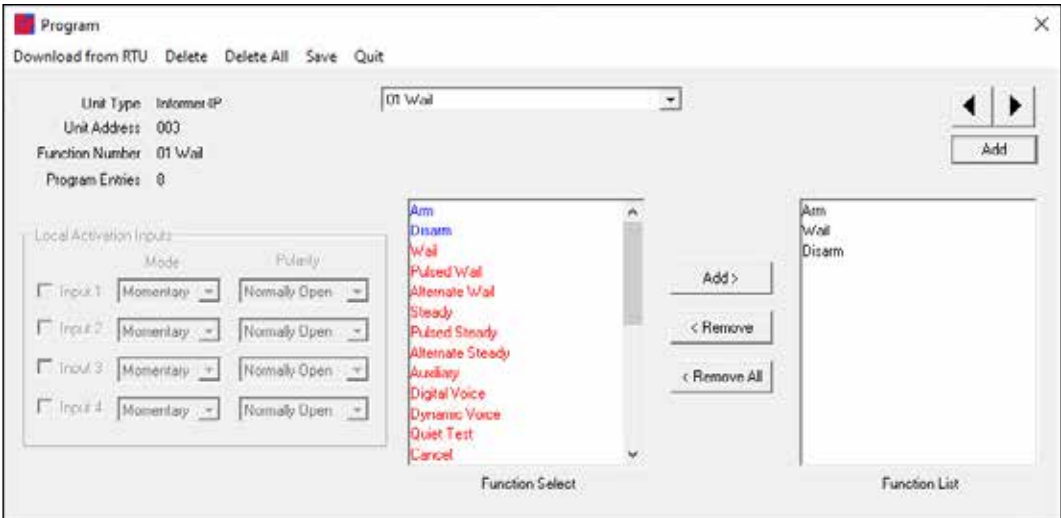 Program
Download from RTU Delete Delete All Save Quit
Unit Type Informer-IP
01 Wail
Unit Address 003
Function Number 01 Wail
Program Entries 8
Add
Local Activation Inputs
Mode Polarity
Input 1 Momentary Normally Open
Input 2 Momentary Normally Open
Input 3 Momentary Normally Open
Input 4 Momentary Normally Open
Arm
Disarm
Wail
Pulsed Wail
Alternate Wail
Steady
Pulsed Steady
Alternate Steady
Auxiliary
Digital Voice
Dynamic Voice
Quiet Test
Cancel
Function Select
Add >
< Remove
< Remove All
Arm
Wail
Disarm
Function List